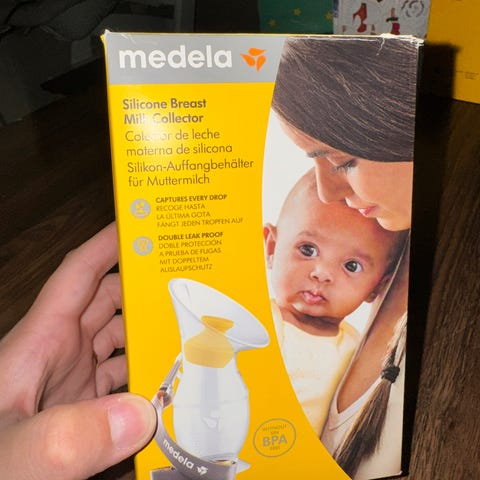 medela
Silicone Breast
Milk Collector
Colector de leche
materna de silicona
Silikon-Auffangbehälter
für Muttermilch
CAPTURES EVERY DROP
RECOGE HASTA
LA ÚLTIMA GOTA
FÄNGT JEDEN TROPFEN AUF
DOUBLE LEAK PROOF
DOBLE PROTECCIÓN
A PRUEBA DE FUGAS
MIT DOPPELTEM
AUSLAUFSCHUTZ
WITHOUT
BPA
medela